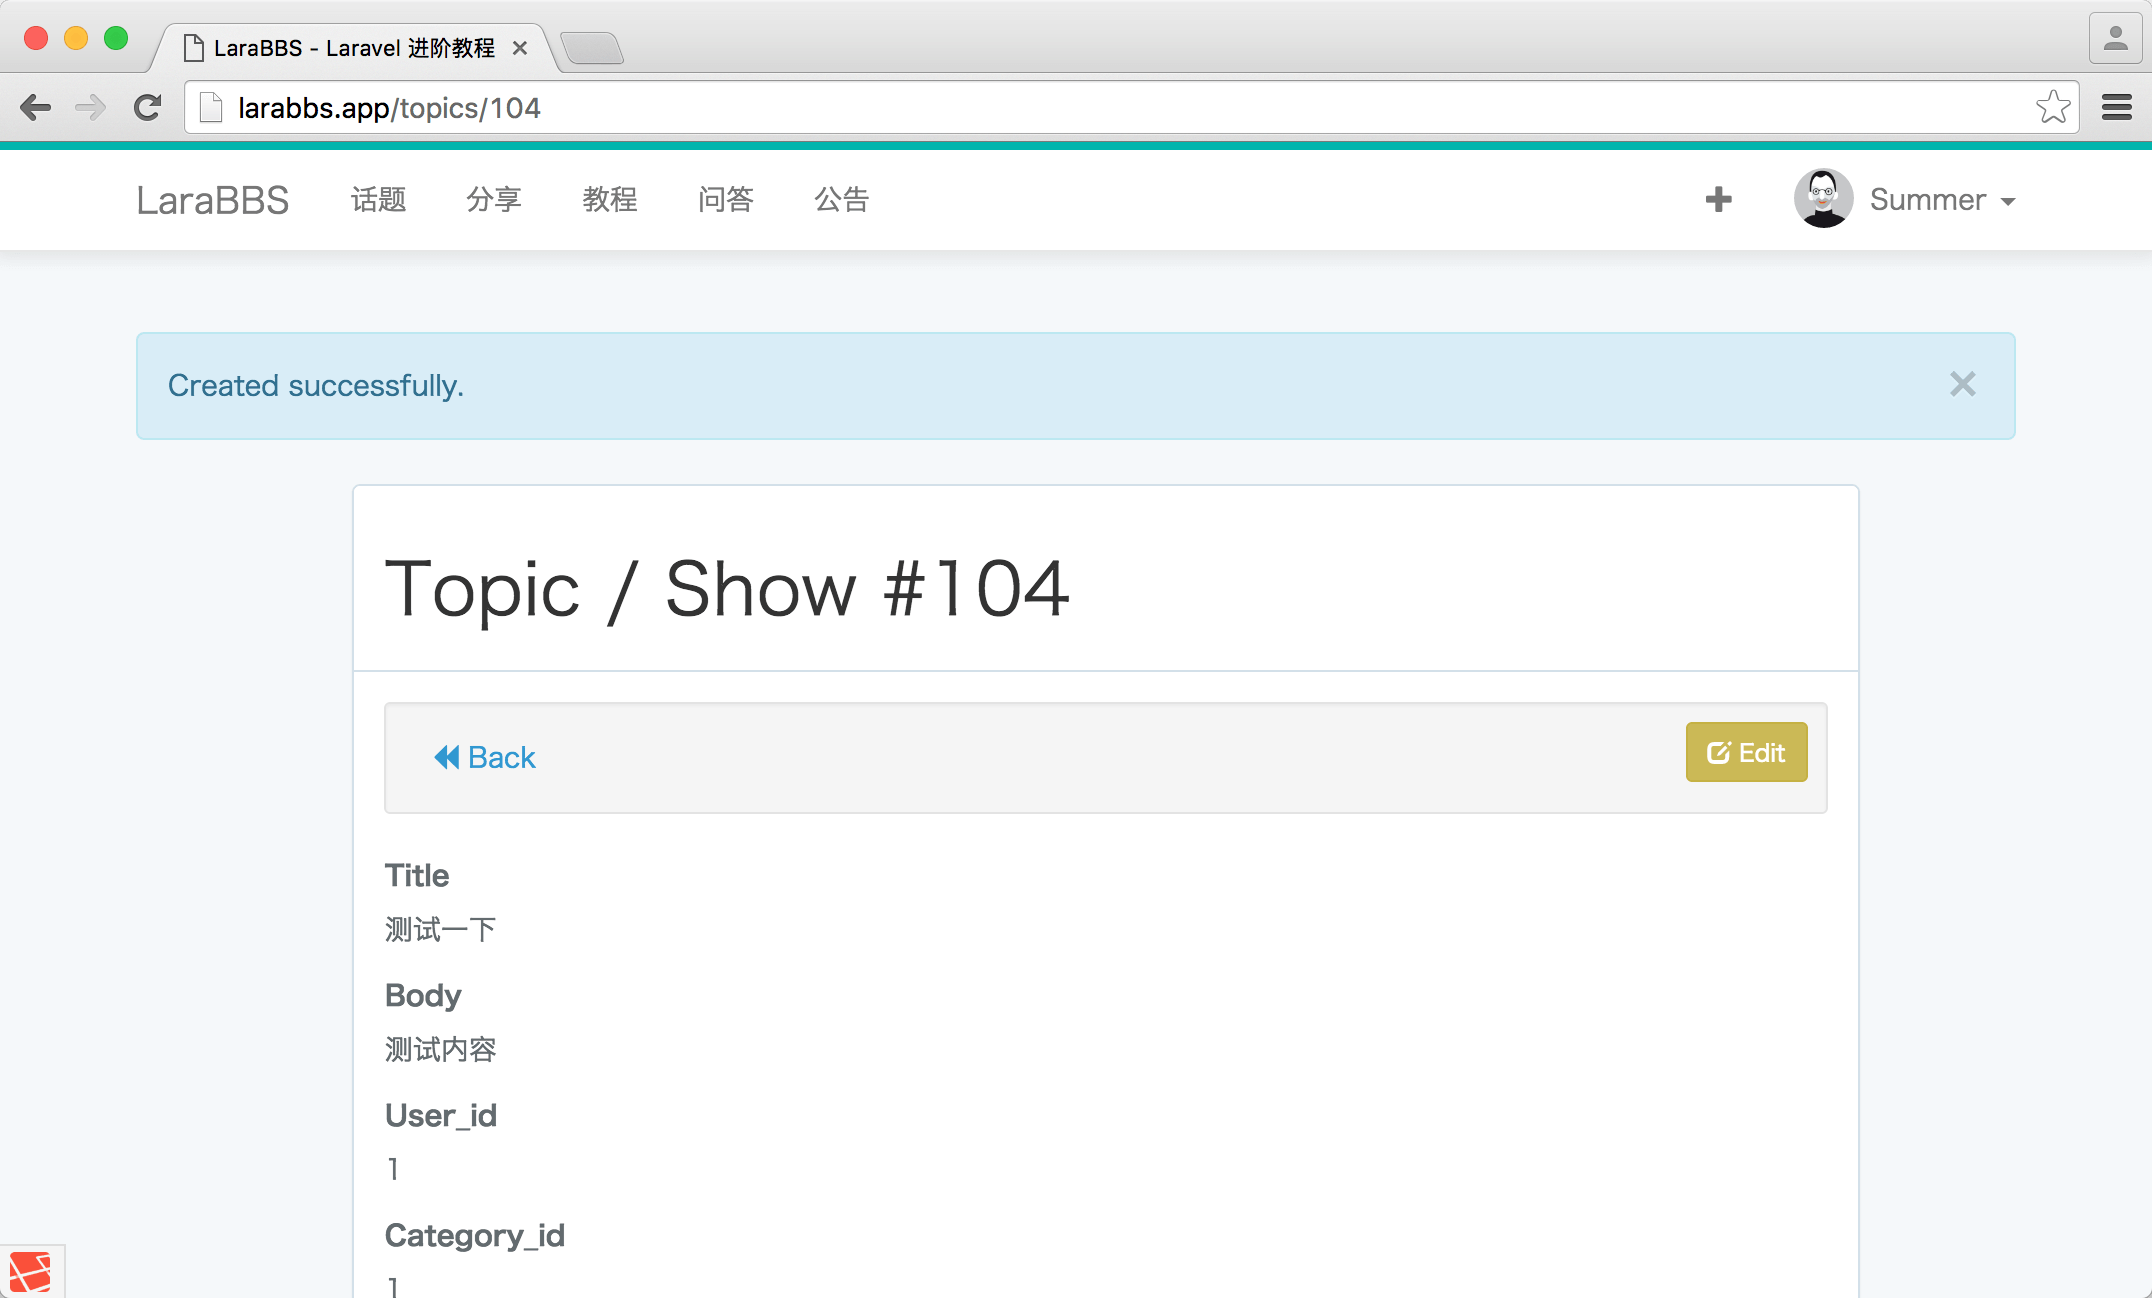 LaraBBS - Laravel 进阶教程
larabbs.app/topics/104
LaraBBS 话题 分享 教程 问答 公告 Summer
Created successfully.
Topic / Show #104
Back Edit
Title
测试一下
Body
测试内容
User_id
1
Category_id
1